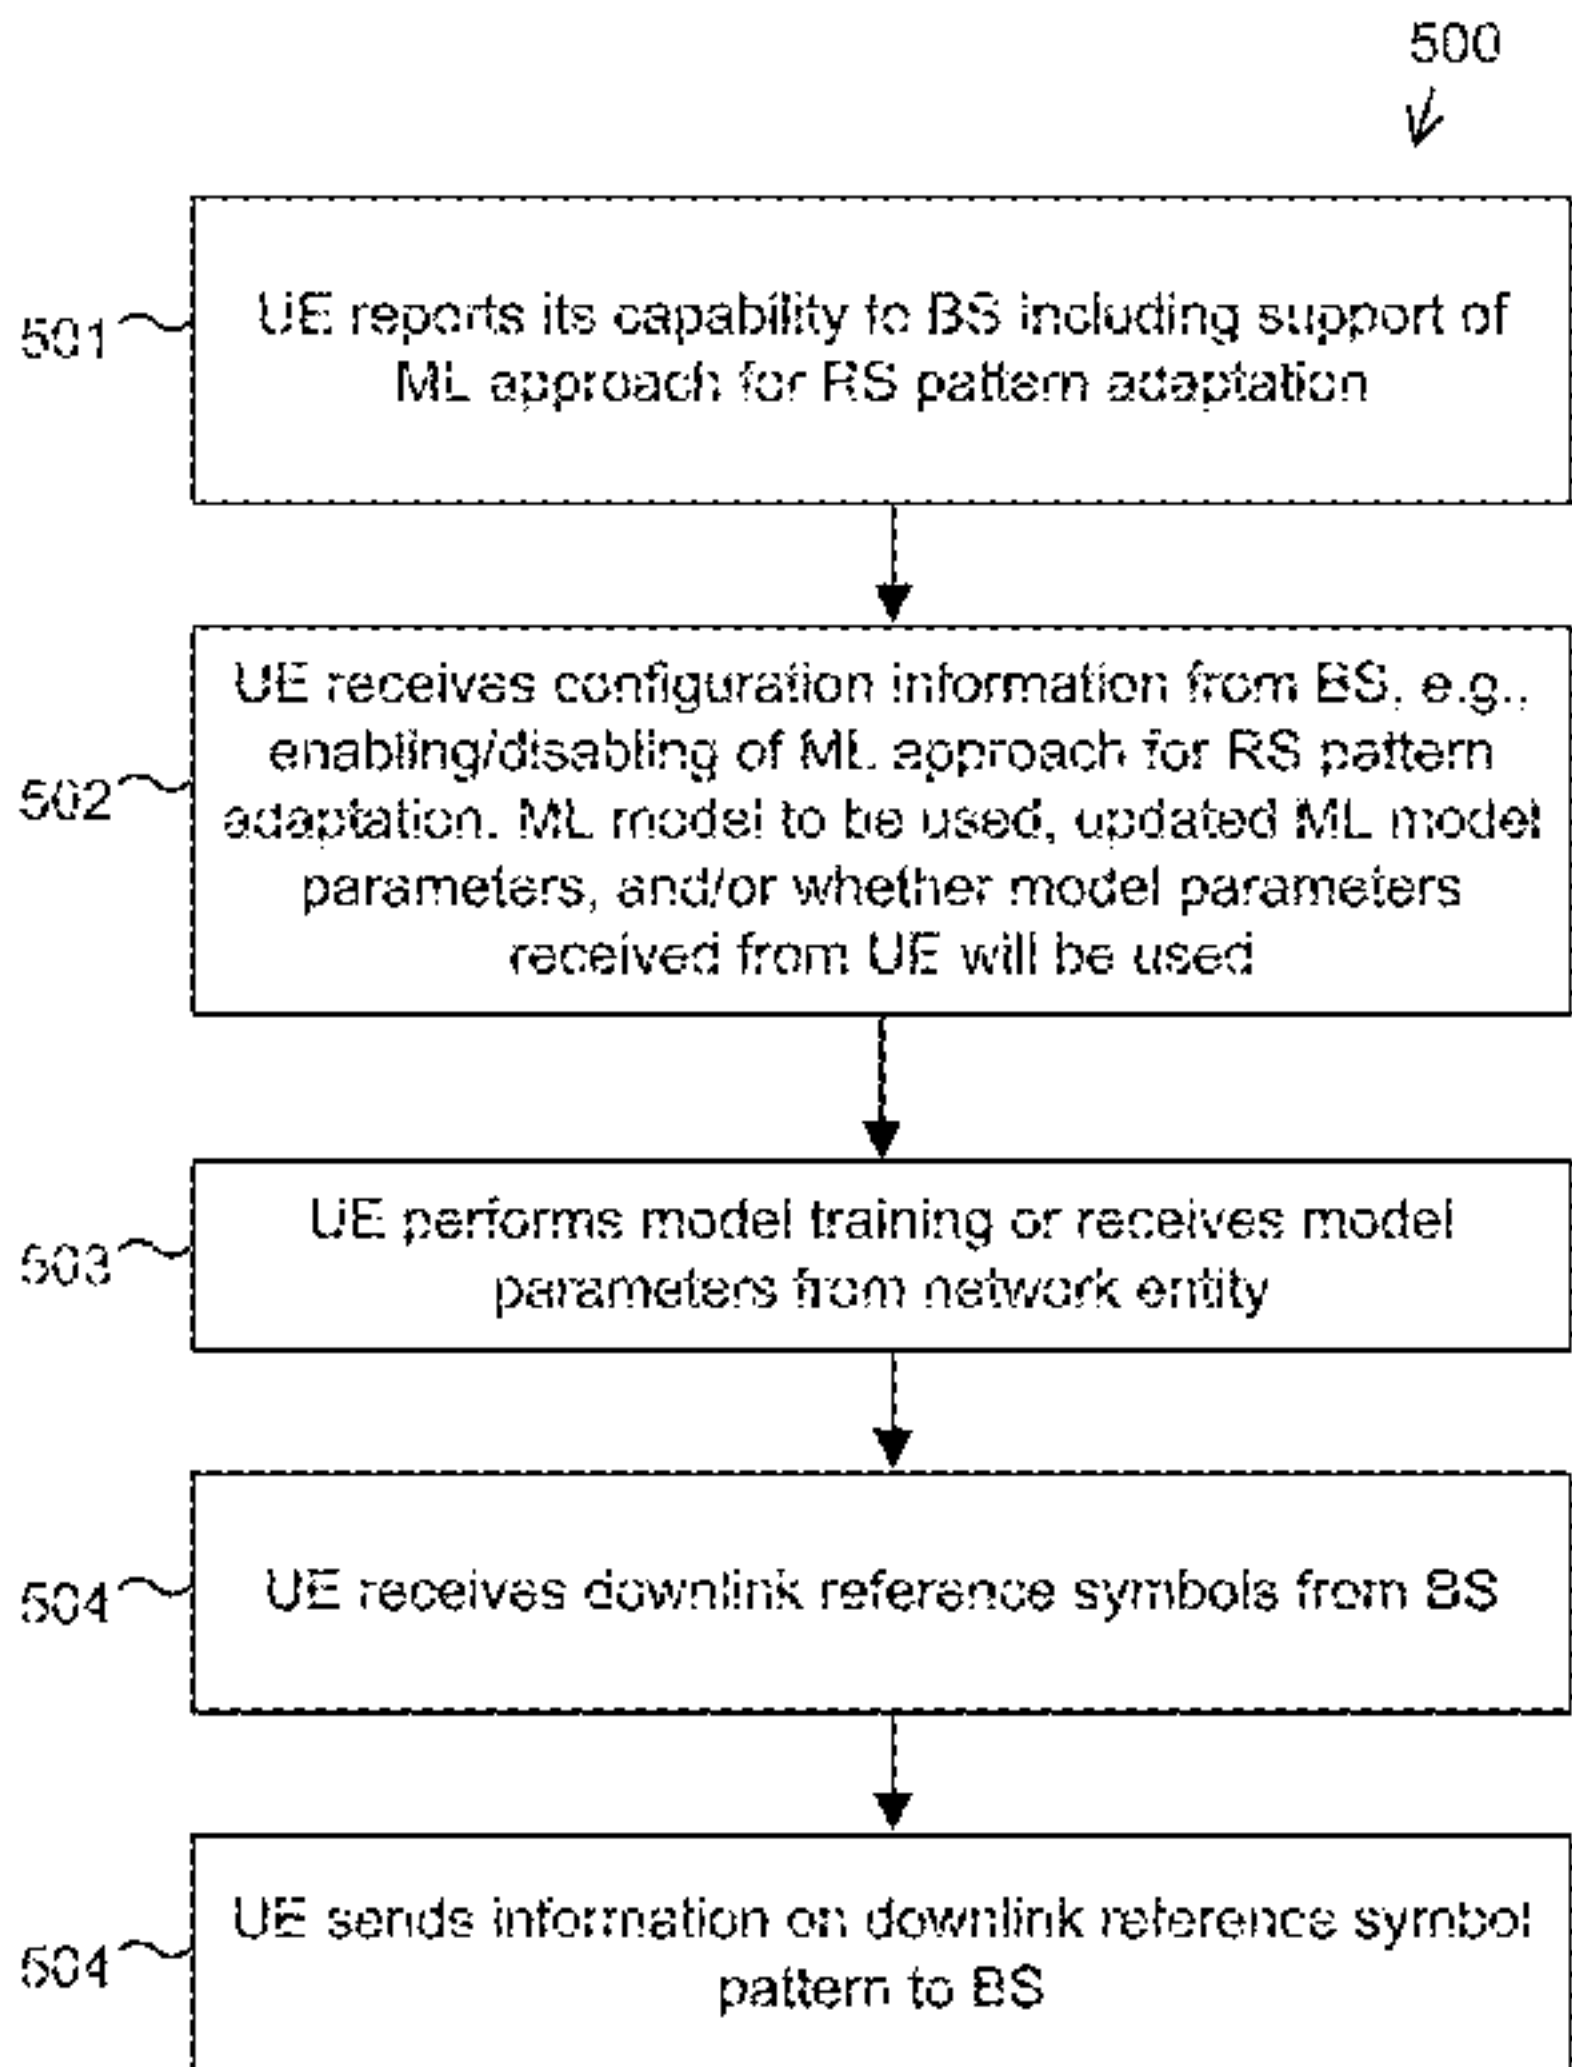 500
501
UE reports its capability to BS including support of
ML approach for RS pattern adaptation
502
UE receives configuration information from BS, e.g.,
enabling/disabling of ML approach for RS pattern
adaptation. ML model to be used, updated ML model
parameters, and/or whether model parameters
received from UE will be used
503
UE performs model training or receives model
parameters from network entity
504
UE receives downlink reference symbols from BS
504
UE sends information on downlink reference symbol
pattern to BS